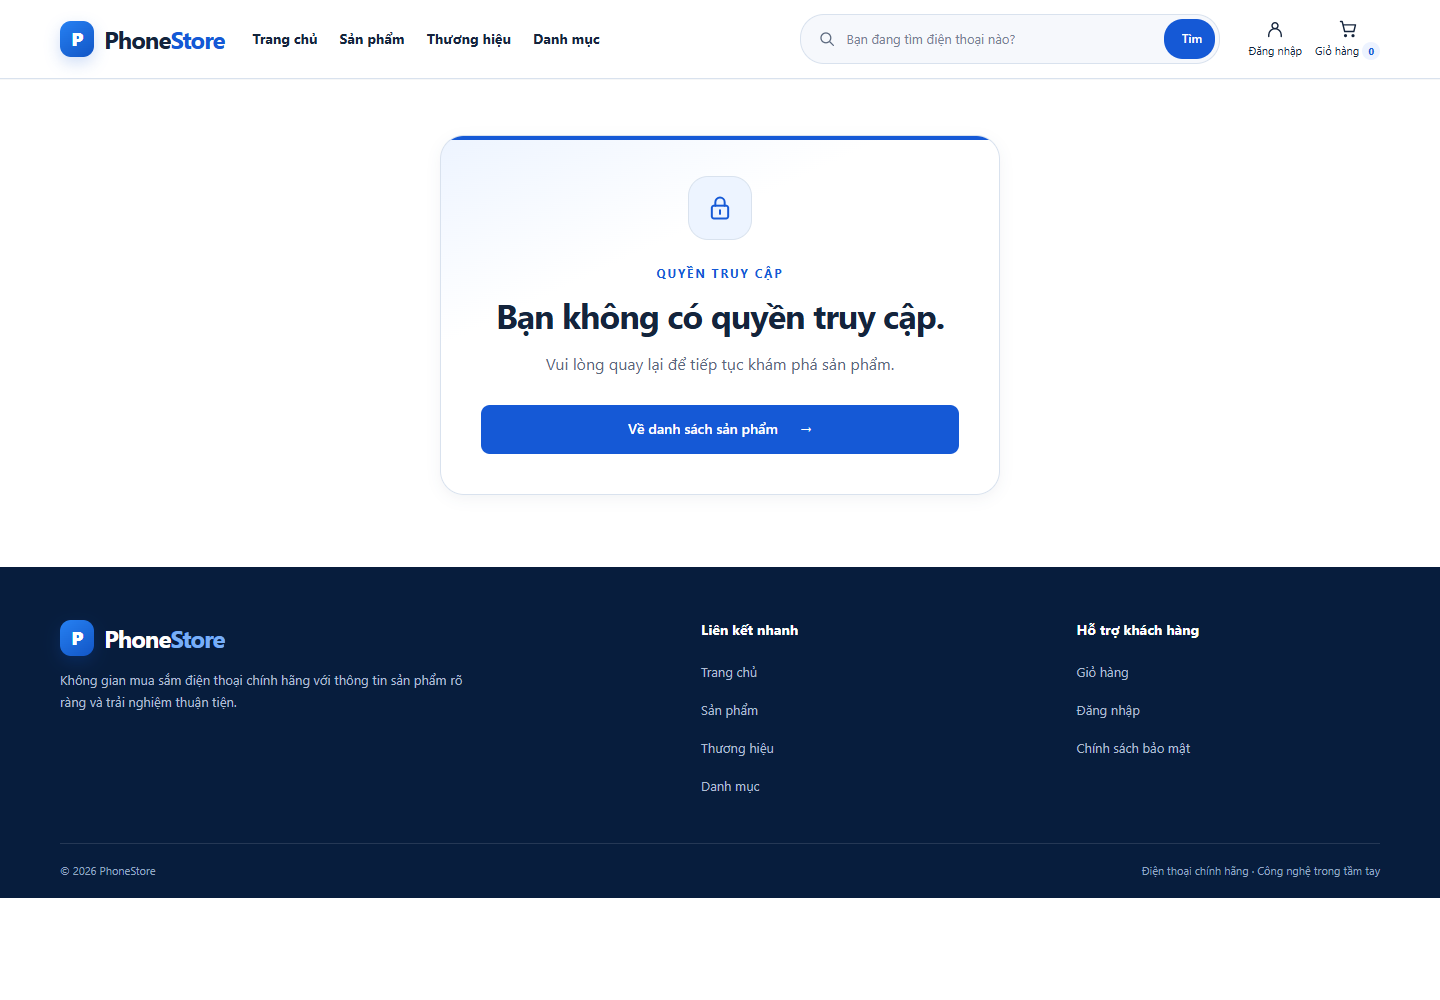 P PhoneStore
Trang chủ
Sản phẩm
Thương hiệu
Danh mục
Bạn đang tìm điện thoại nào?
Tìm
Đăng nhập
Giỏ hàng 0
QUYỀN TRUY CẬP
Bạn không có quyền truy cập.
Vui lòng quay lại để tiếp tục khám phá sản phẩm.
Về danh sách sản phẩm →
P PhoneStore
Không gian mua sắm điện thoại chính hãng với thông tin sản phẩm rõ
ràng và trải nghiệm thuận tiện.
Liên kết nhanh
Trang chủ
Sản phẩm
Thương hiệu
Danh mục
Hỗ trợ khách hàng
Giỏ hàng
Đăng nhập
Chính sách bảo mật
© 2026 PhoneStore
Điện thoại chính hãng · Công nghệ trong tầm tay